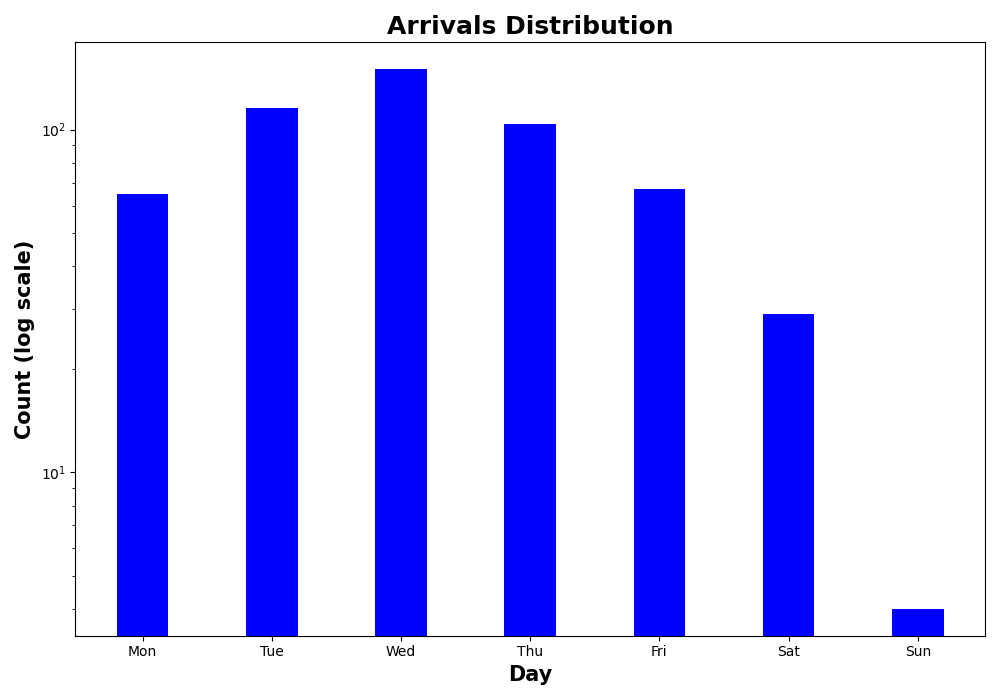 Arrivals Distribution
Count (log scale)
10²
10¹
Mon Tue Wed Thu Fri Sat Sun
Day